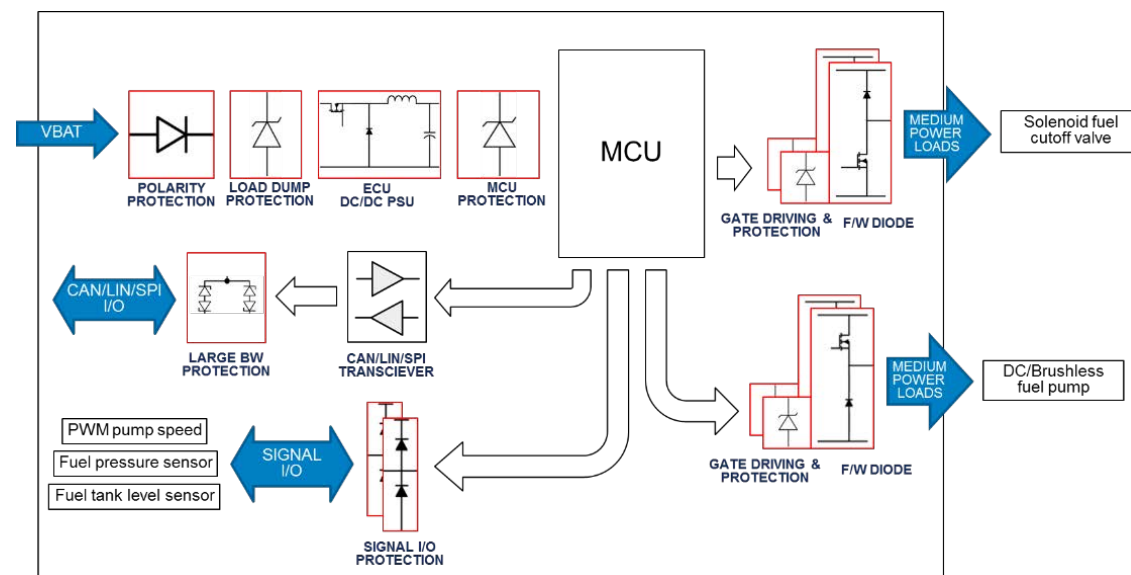 VBAT
POLARITY
PROTECTION
LOAD DUMP
PROTECTION
ECU
DC/DC PSU
MCU
PROTECTION
MCU
GATE DRIVING &
PROTECTION
F/W DIODE
MEDIUM
POWER
LOADS
Solenoid fuel
cutoff valve
CAN/LIN/SPI
I/O
LARGE BW
PROTECTION
CAN/LIN/SPI
TRANSCIEVER
GATE DRIVING &
PROTECTION
F/W DIODE
MEDIUM
POWER
LOADS
DC/Brushless
fuel pump
PWM pump speed
Fuel pressure sensor
Fuel tank level sensor
SIGNAL
I/O
SIGNAL I/O
PROTECTION